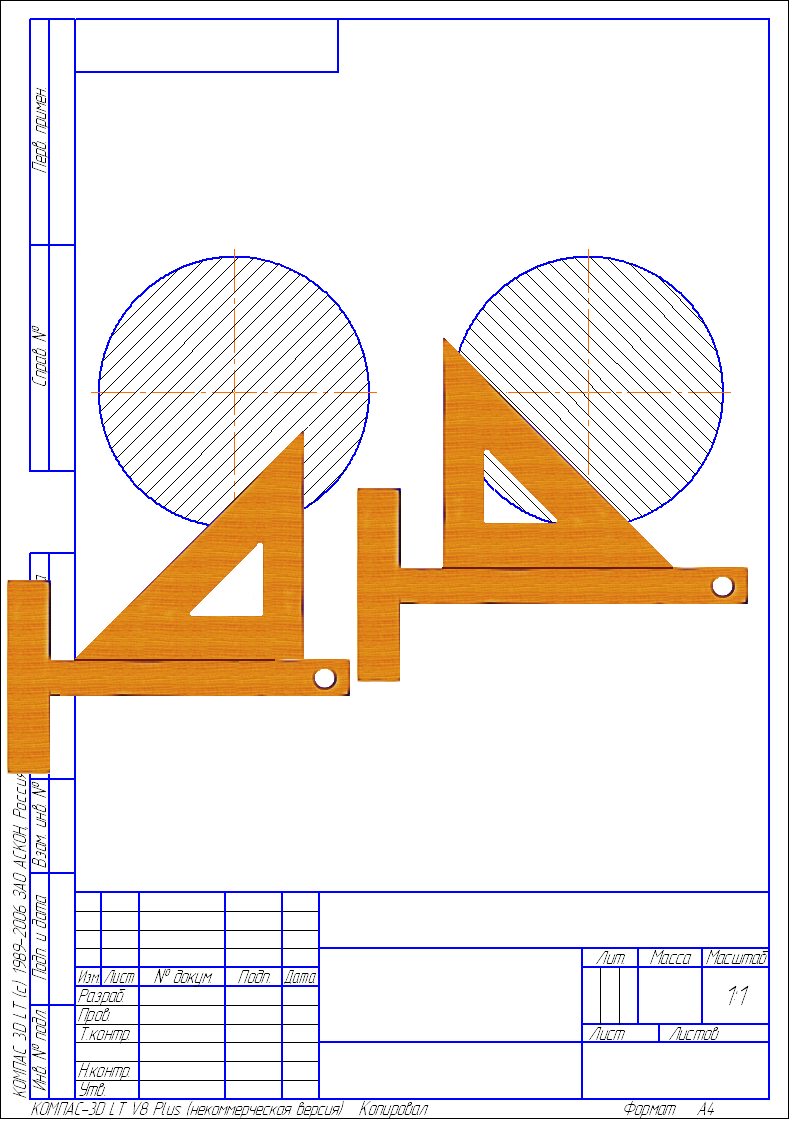 Перв. примен.
Справ. №
Взам. инв. №
Подп. и дата
Инв. № подл.
КОМПАС-3D LT (с) 1989-2006 ЗАО АСКОН, Россия
Лит.
Масса
Масштаб
Изм.
Лист
№ докум.
Подп.
Дата
Разраб.
1:1
Пров.
Т.контр.
Лист
Листов
Н.контр.
Утв.
КОМПАС-3D LT V8 Plus (некоммерческая версия)
Копировал
Формат
А4